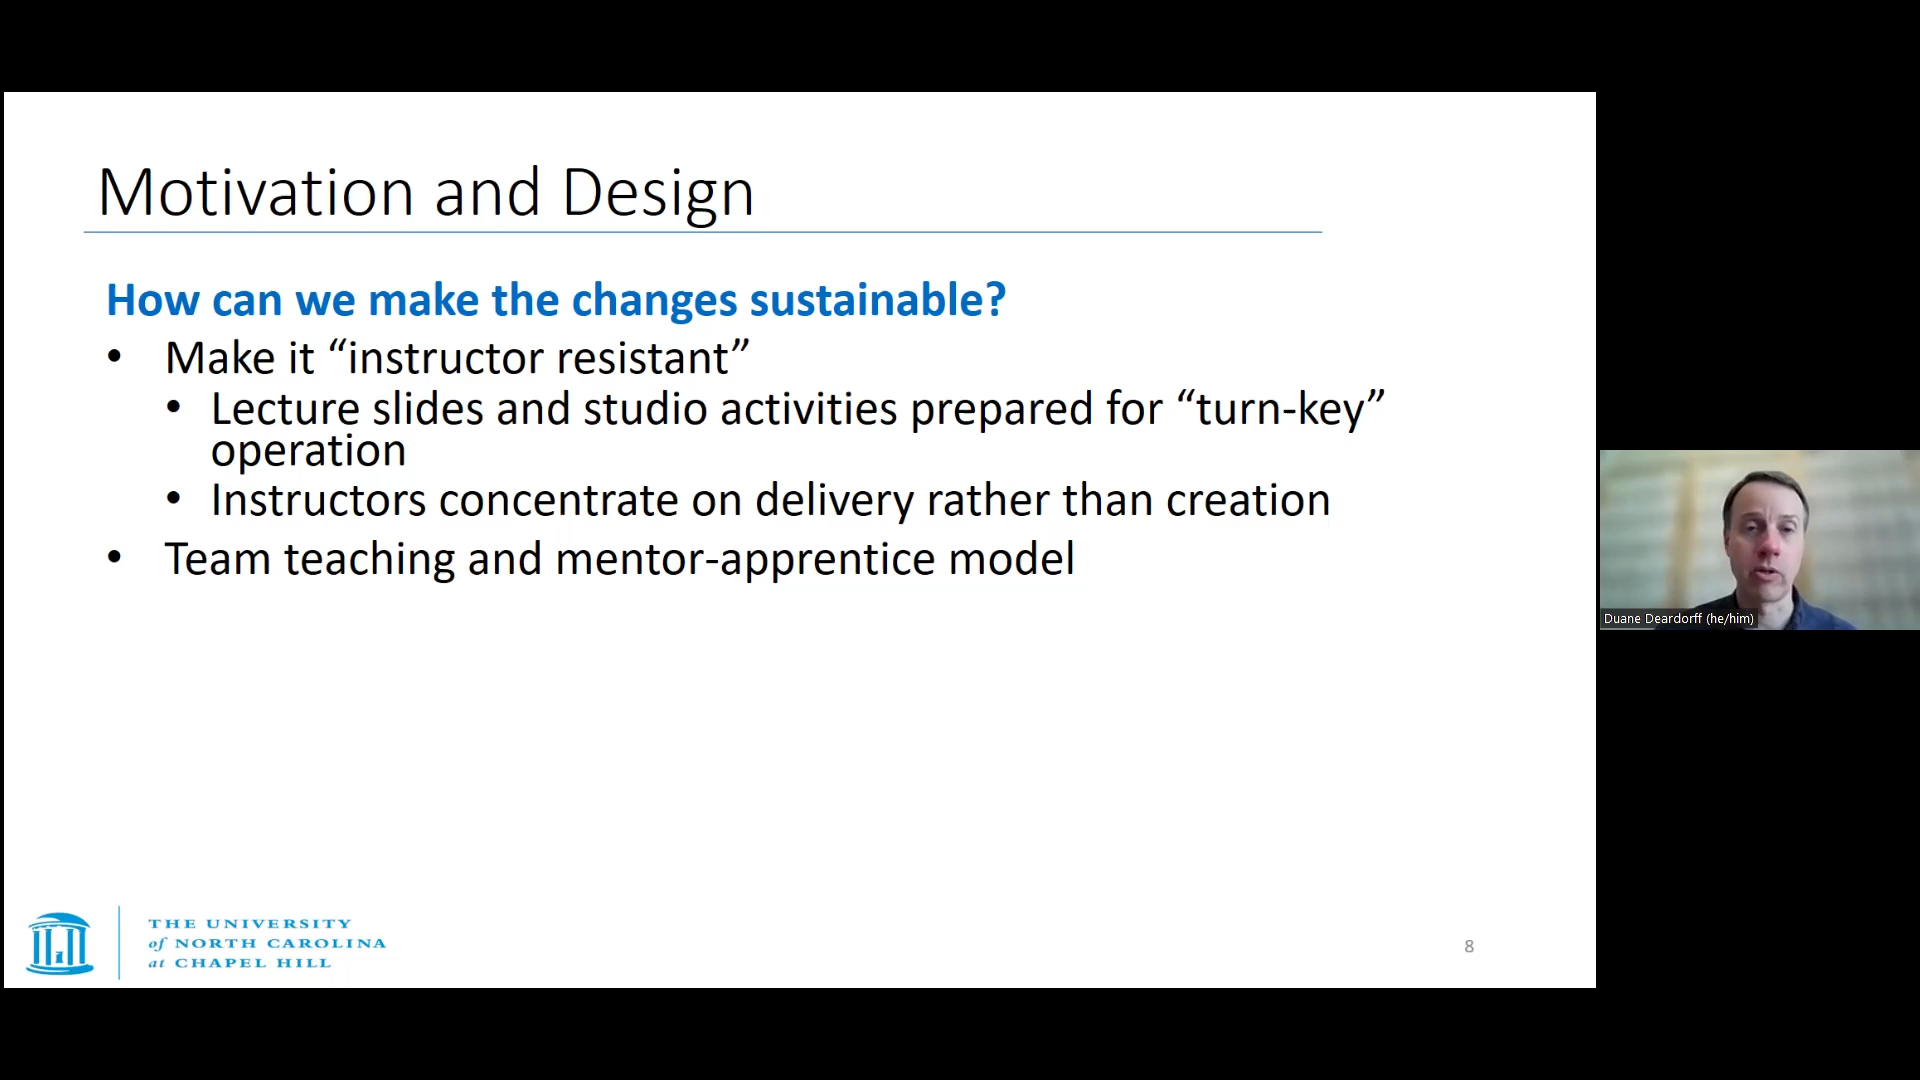 Motivation and Design
How can we make the changes sustainable?
• Make it “instructor resistant”
• Lecture slides and studio activities prepared for “turn-key”
operation
• Instructors concentrate on delivery rather than creation
• Team teaching and mentor-apprentice model
Duane Deardorff (he/him)
THE UNIVERSITY
of NORTH CAROLINA
at CHAPEL HILL
8